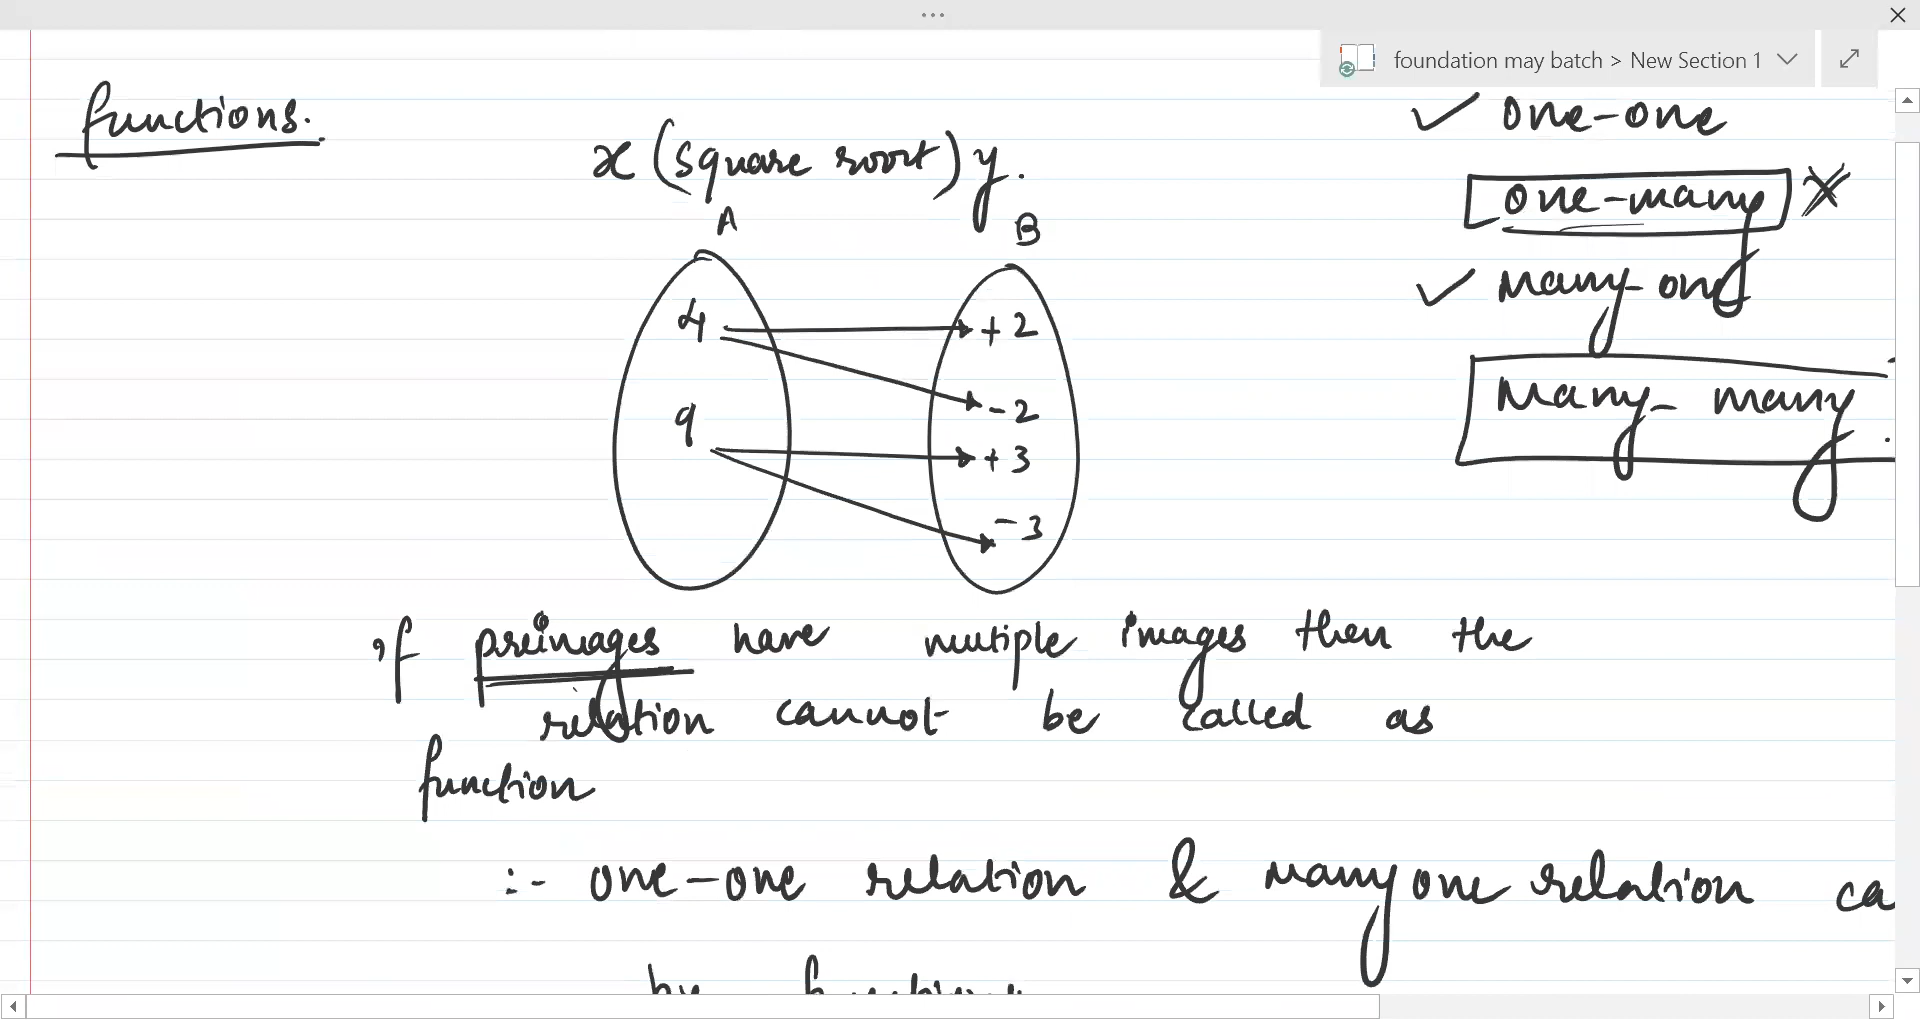 foundation may batch > New Section 1
functions.
x (square root) y.
A B
4 +2
-2
9 +3
-3
✓ one-one
one-many ✗
✓ many-one
Many-many
if preimages have multiple images then the
relation cannot be called as
function
:- one-one relation & many one relation ca